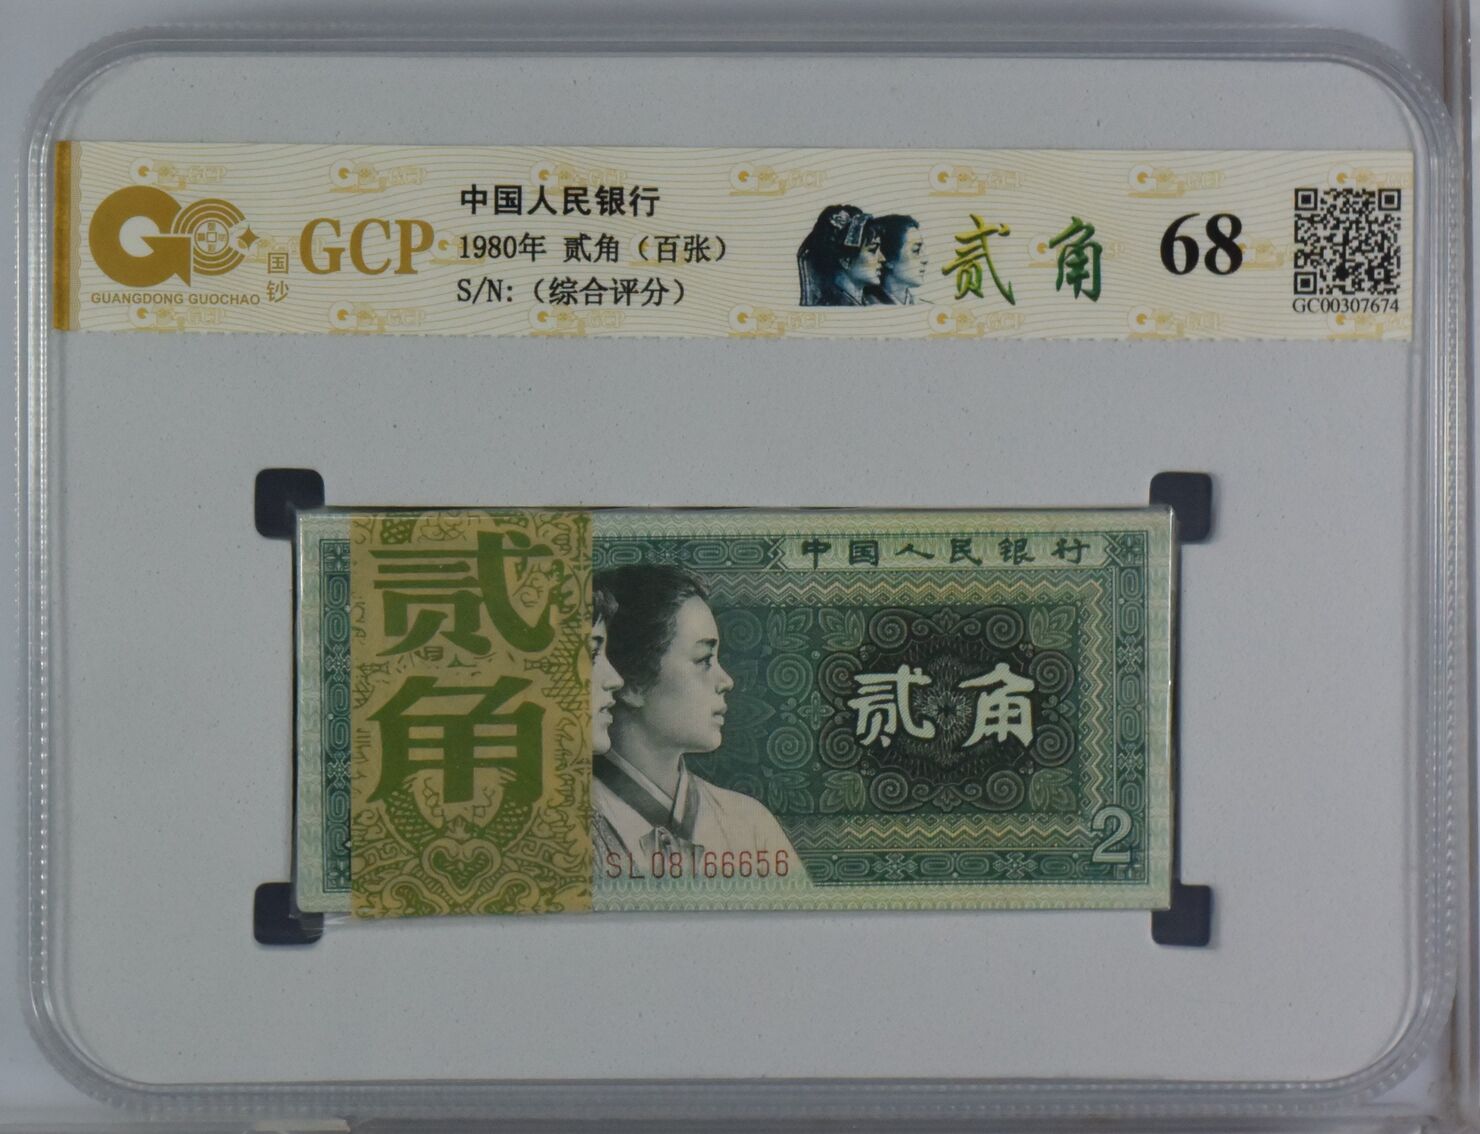 GCP
国钞
GUANGDONG GUOCHAO
中国人民银行
1980年 贰角（百张）
S/N:（综合评分）
贰角
68
GC00307674
贰角
中国人民银行
贰角
2
SL08166656